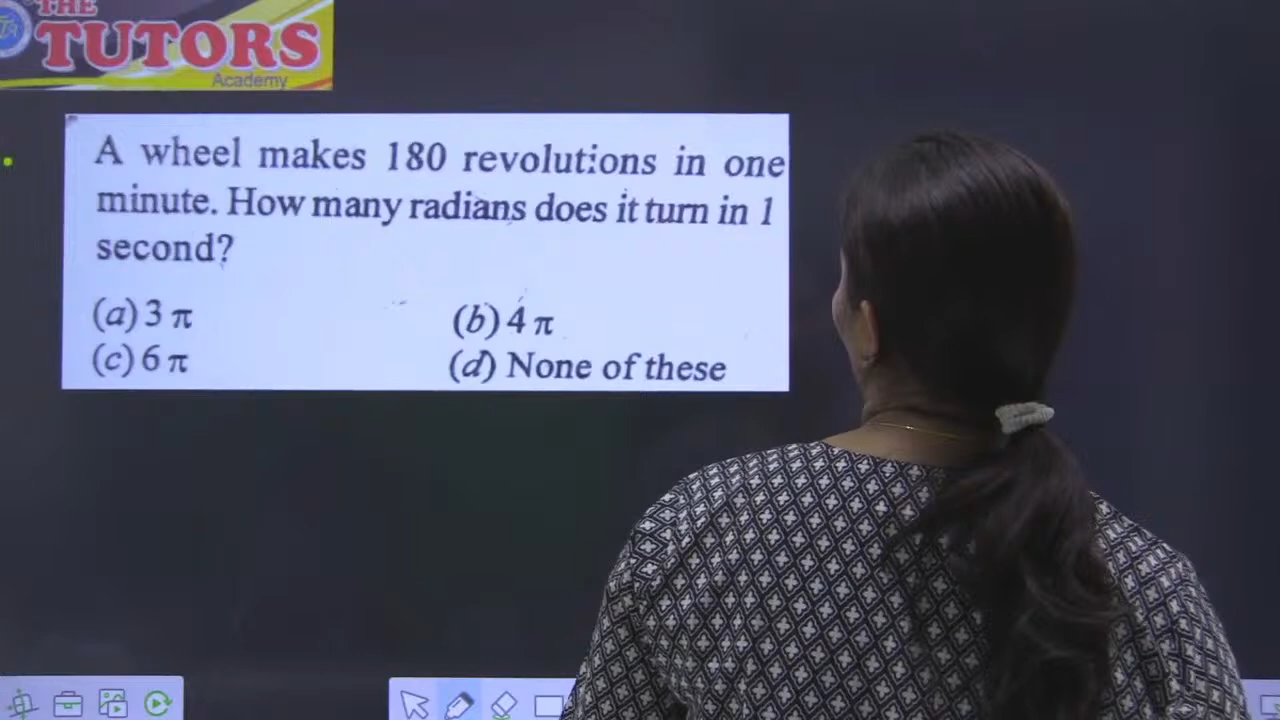 THE
TUTORS
Academy
A wheel makes 180 revolutions in one
minute. How many radians does it turn in 1
second?
(a) 3 π (b) 4 π
(c) 6 π (d) None of these